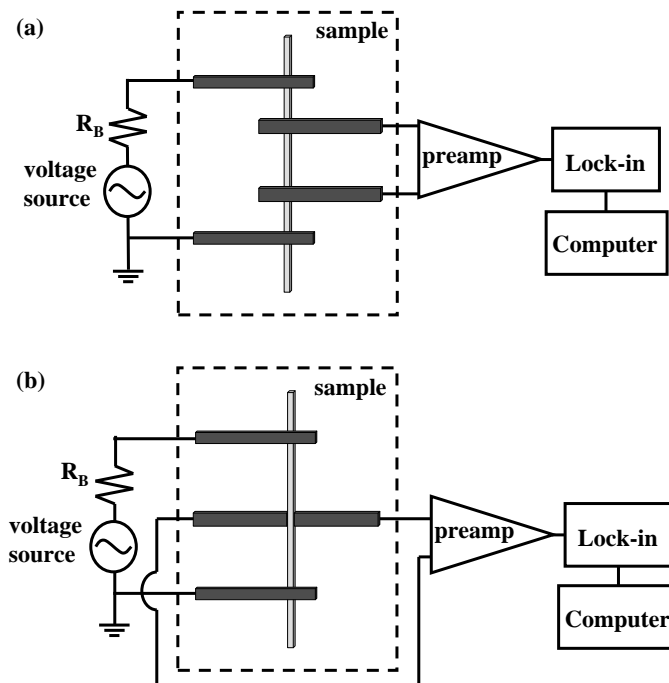 (a)
sample
R_B
voltage
source
preamp
Lock-in
Computer
(b)
sample
R_B
voltage
source
preamp
Lock-in
Computer